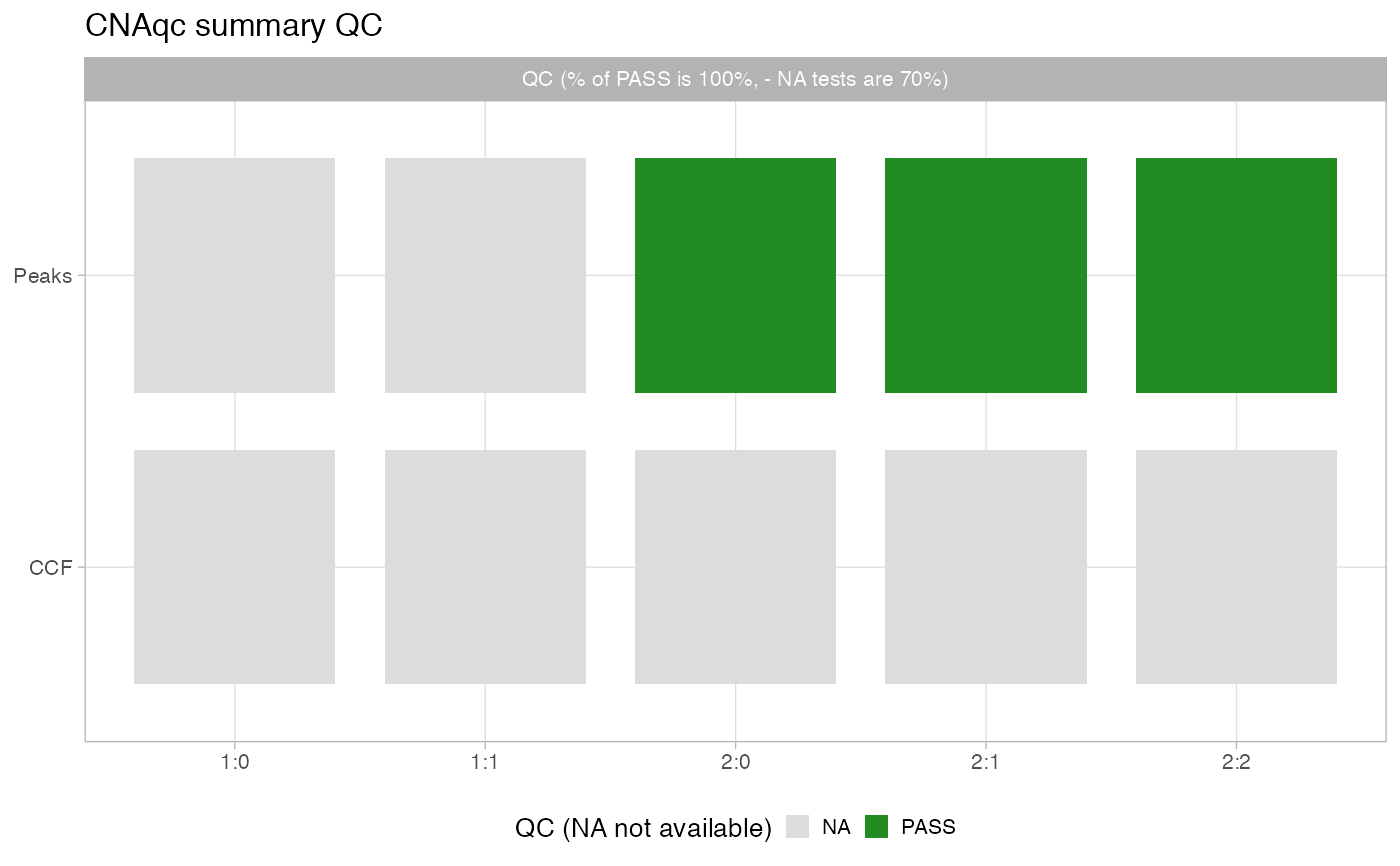 CNAqc summary QC
QC (% of PASS is 100%, - NA tests are 70%)
Peaks
CCF
1:0 1:1 2:0 2:1 2:2
QC (NA not available) NA PASS